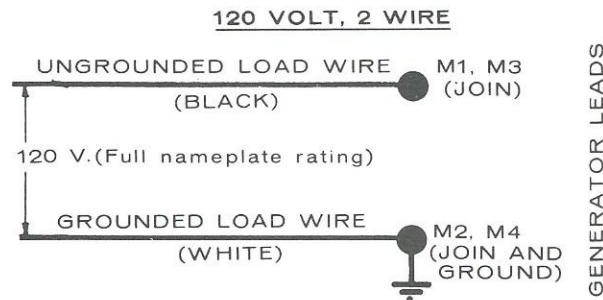 120 VOLT, 2 WIRE
UNGROUNDED LOAD WIRE
(BLACK)
M1, M3
(JOIN)
120 V.(Full nameplate rating)
GROUNDED LOAD WIRE
(WHITE)
M2, M4
(JOIN AND
GROUND)
GENERATOR LEADS